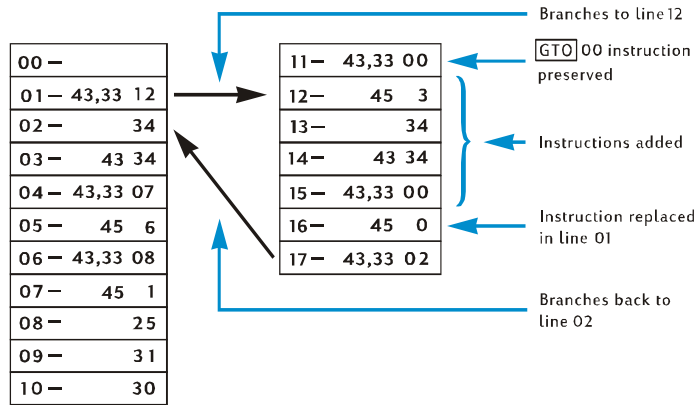 00–
01– 43,33 12
02– 34
03– 43 34
04– 43,33 07
05– 45 6
06– 43,33 08
07– 45 1
08– 25
09– 31
10– 30
11– 43,33 00
12– 45 3
13– 34
14– 43 34
15– 43,33 00
16– 45 0
17– 43,33 02
Branches to line 12
GTO 00 instruction
preserved
Instructions added
Instruction replaced
in line 01
Branches back to
line 02